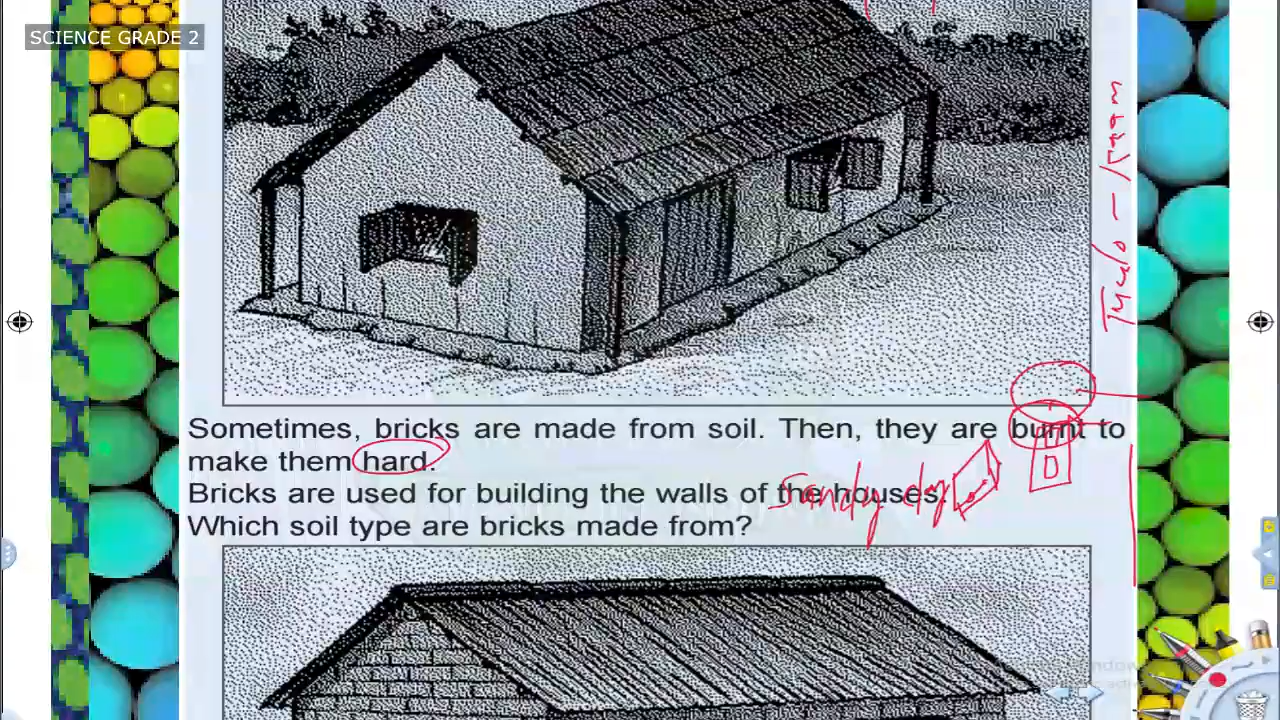 SCIENCE GRADE 2
Sometimes, bricks are made from soil. Then, they are burnt to
make them hard.
Bricks are used for building the walls of the houses.
Which soil type are bricks made from?
Sandy